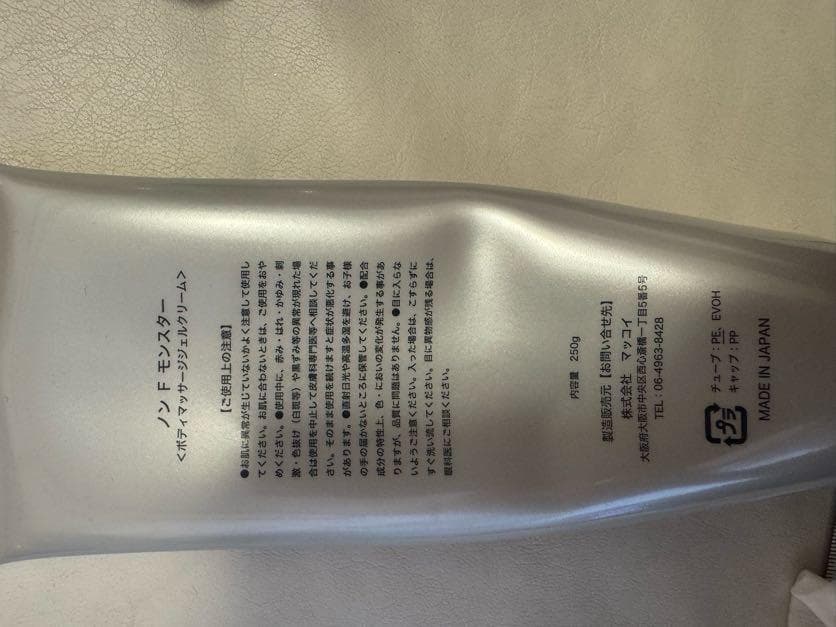 ノン F モンスター
<ボディマッサージジェルクリーム>
【ご使用上の注意】
●お肌に異常が生じていないかよく注意して使用し
てください。お肌に合わないときは、ご使用をおや
めください。●使用中に、赤み・はれ・かゆみ・刺
激・色抜け（白斑等）や黒ずみ等の異常が現れた場
合は使用を中止して皮膚科専門医等へ相談してくだ
さい。そのまま使用を続けますと症状が悪化する事
があります。●直射日光や高温多湿を避け、お子様
の手の届かないところに保管してください。●配合
成分の特性上、色・においの変化が発生する事があ
りますが、品質に問題はありません。●目に入らな
いようご注意ください。入った場合は、こすらずに
すぐ洗い流してください。目に異物感が残る場合は、
眼科医にご相談ください。
内容量　250g
製造販売元【お問い合せ先】
株式会社 マッコイ
大阪府大阪市中央区西心斎橋一丁目5番5号
TEL：06-4963-8428
プラ
チューブ：PE、EVOH
キャップ：PP
MADE IN JAPAN